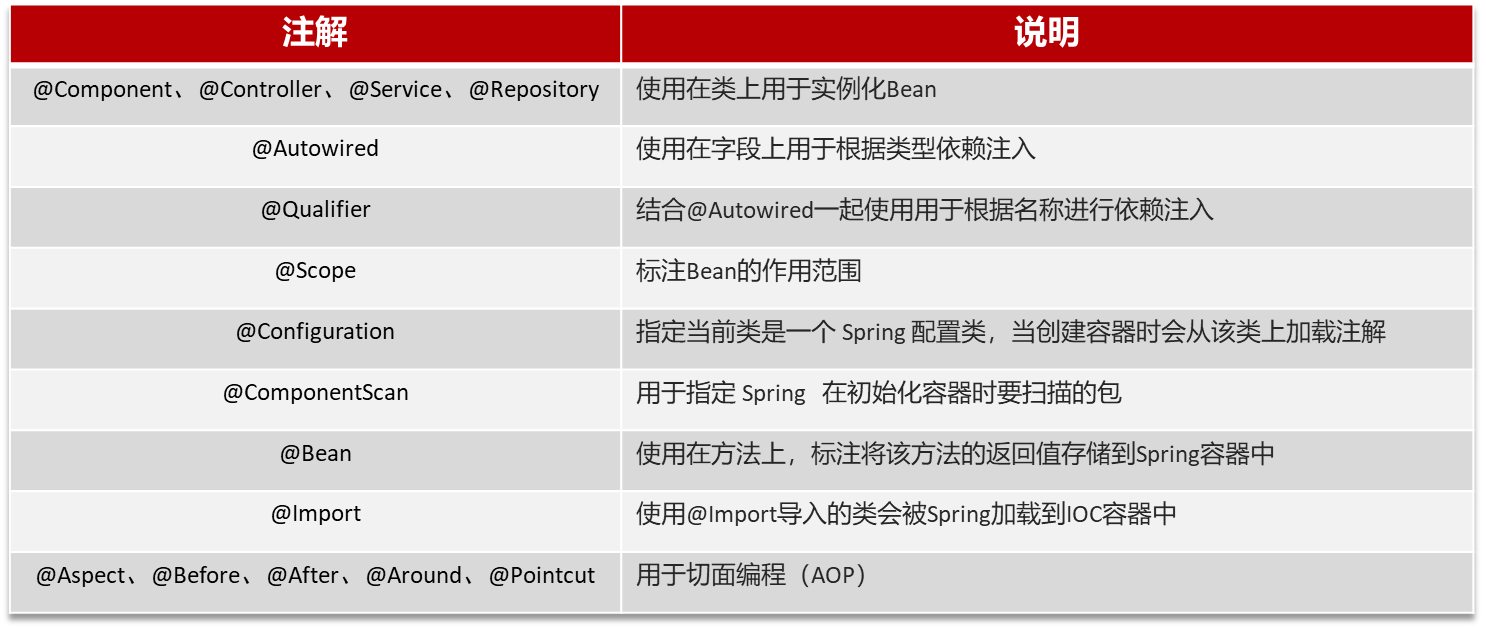 注解 说明
@Component、@Controller、@Service、@Repository 使用在类上用于实例化Bean
@Autowired 使用在字段上用于根据类型依赖注入
@Qualifier 结合@Autowired一起使用用于根据名称进行依赖注入
@Scope 标注Bean的作用范围
@Configuration 指定当前类是一个 Spring 配置类，当创建容器时会从该类上加载注解
@ComponentScan 用于指定 Spring 在初始化容器时要扫描的包
@Bean 使用在方法上，标注将该方法的返回值存储到Spring容器中
@Import 使用@Import导入的类会被Spring加载到IOC容器中
@Aspect、@Before、@After、@Around、@Pointcut 用于切面编程（AOP）